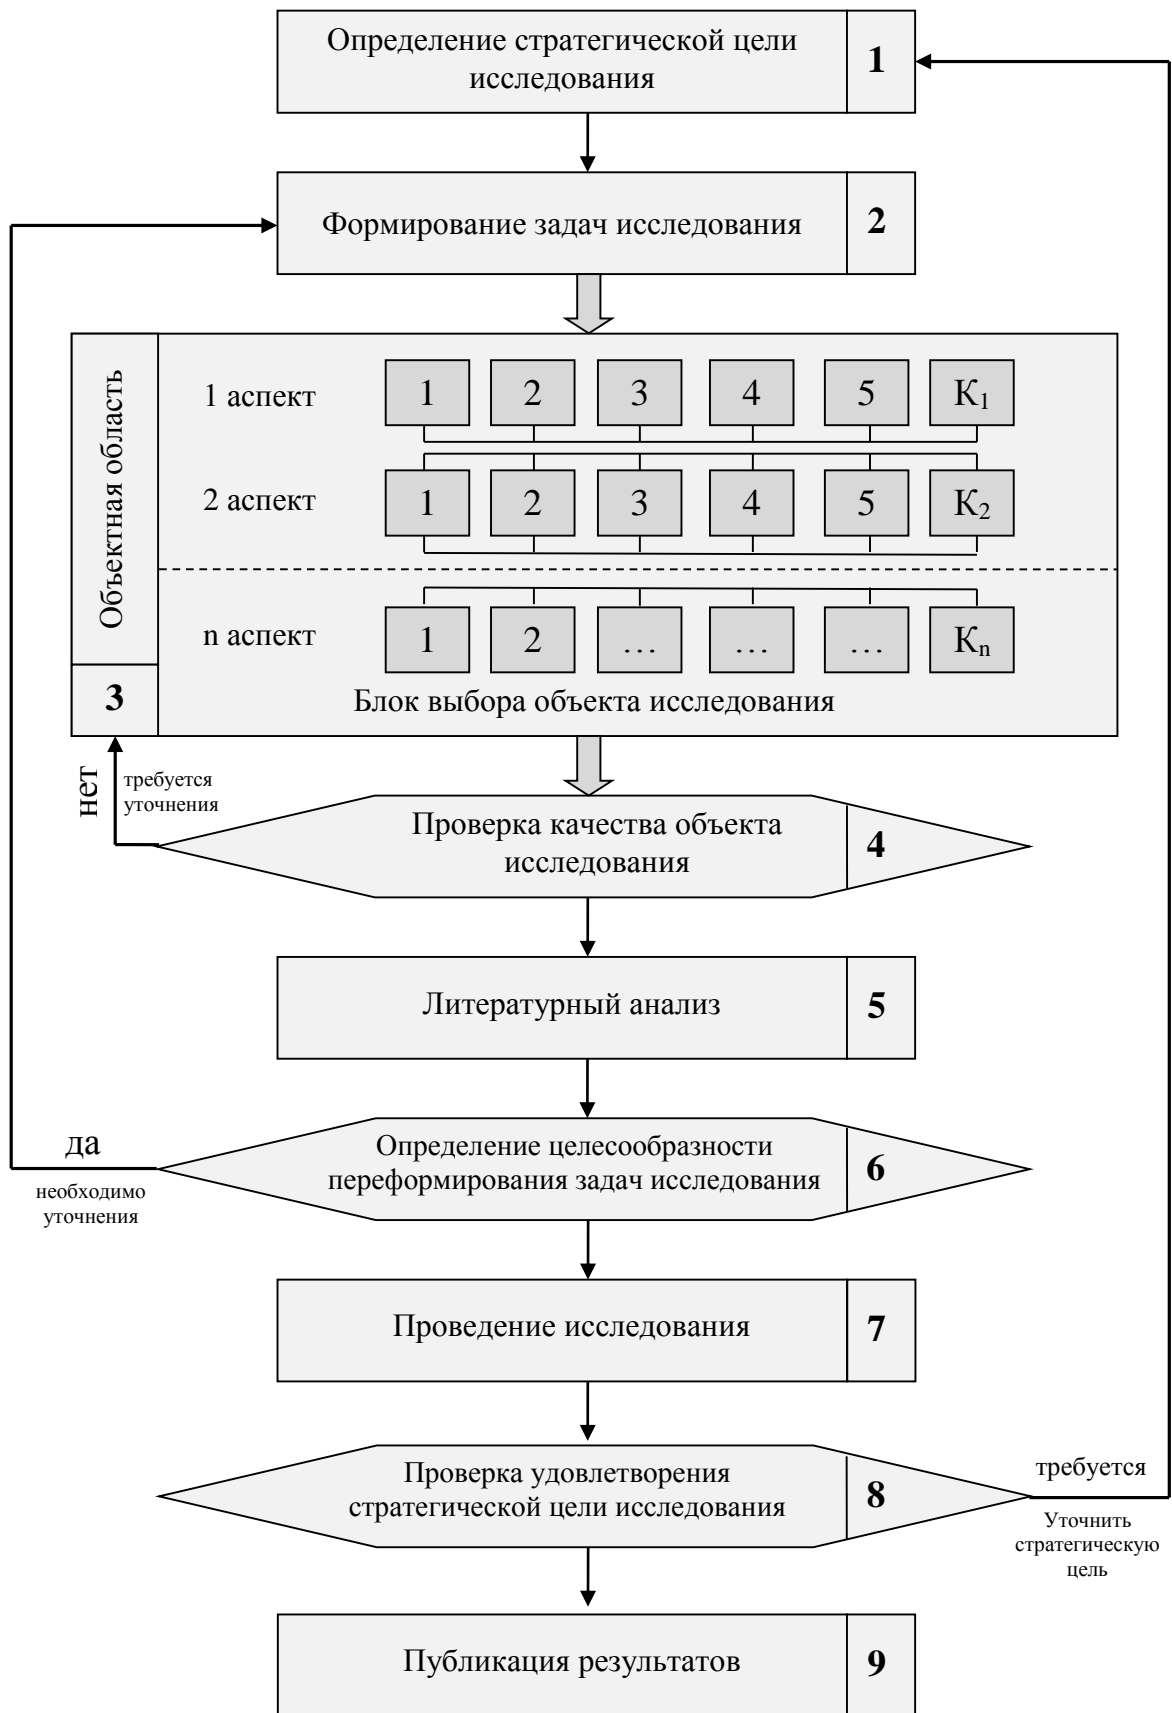 Определение стратегической цели
исследования
1
Формирование задач исследования
2
Объектная область
1 аспект
1 2 3 4 5 К1
2 аспект
1 2 3 4 5 К2
n аспект
1 2 … … … Кn
3
Блок выбора объекта исследования
нет
требуется
уточнения
Проверка качества объекта
исследования
4
Литературный анализ
5
да
необходимо
уточнения
Определение целесообразности
переформирования задач исследования
6
Проведение исследования
7
Проверка удовлетворения
стратегической цели исследования
8
требуется
Уточнить
стратегическую
цель
Публикация результатов
9